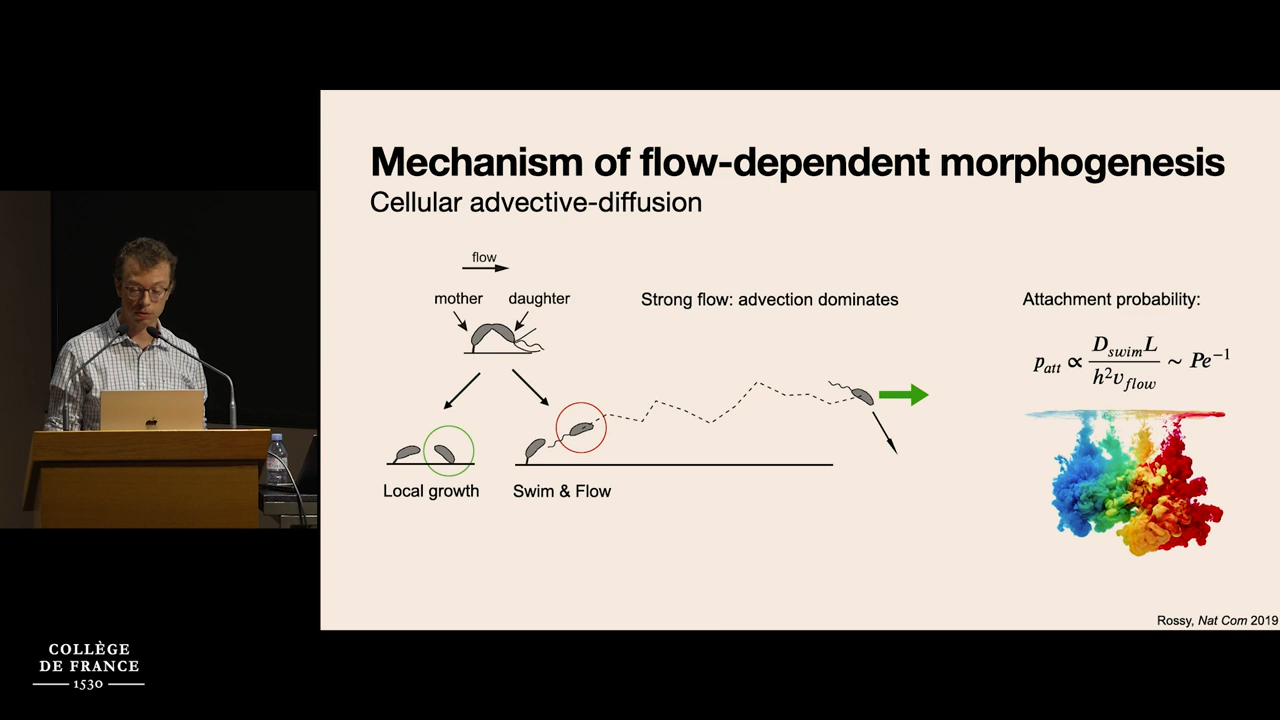 Mechanism of flow-dependent morphogenesis
Cellular advective-diffusion
flow
mother daughter
Strong flow: advection dominates
Attachment probability:
p_att ∝ D_swim L / h² v_flow ~ Pe⁻¹
Local growth
Swim & Flow
Rossy, Nat Com 2019
COLLÈGE
DE FRANCE
1530